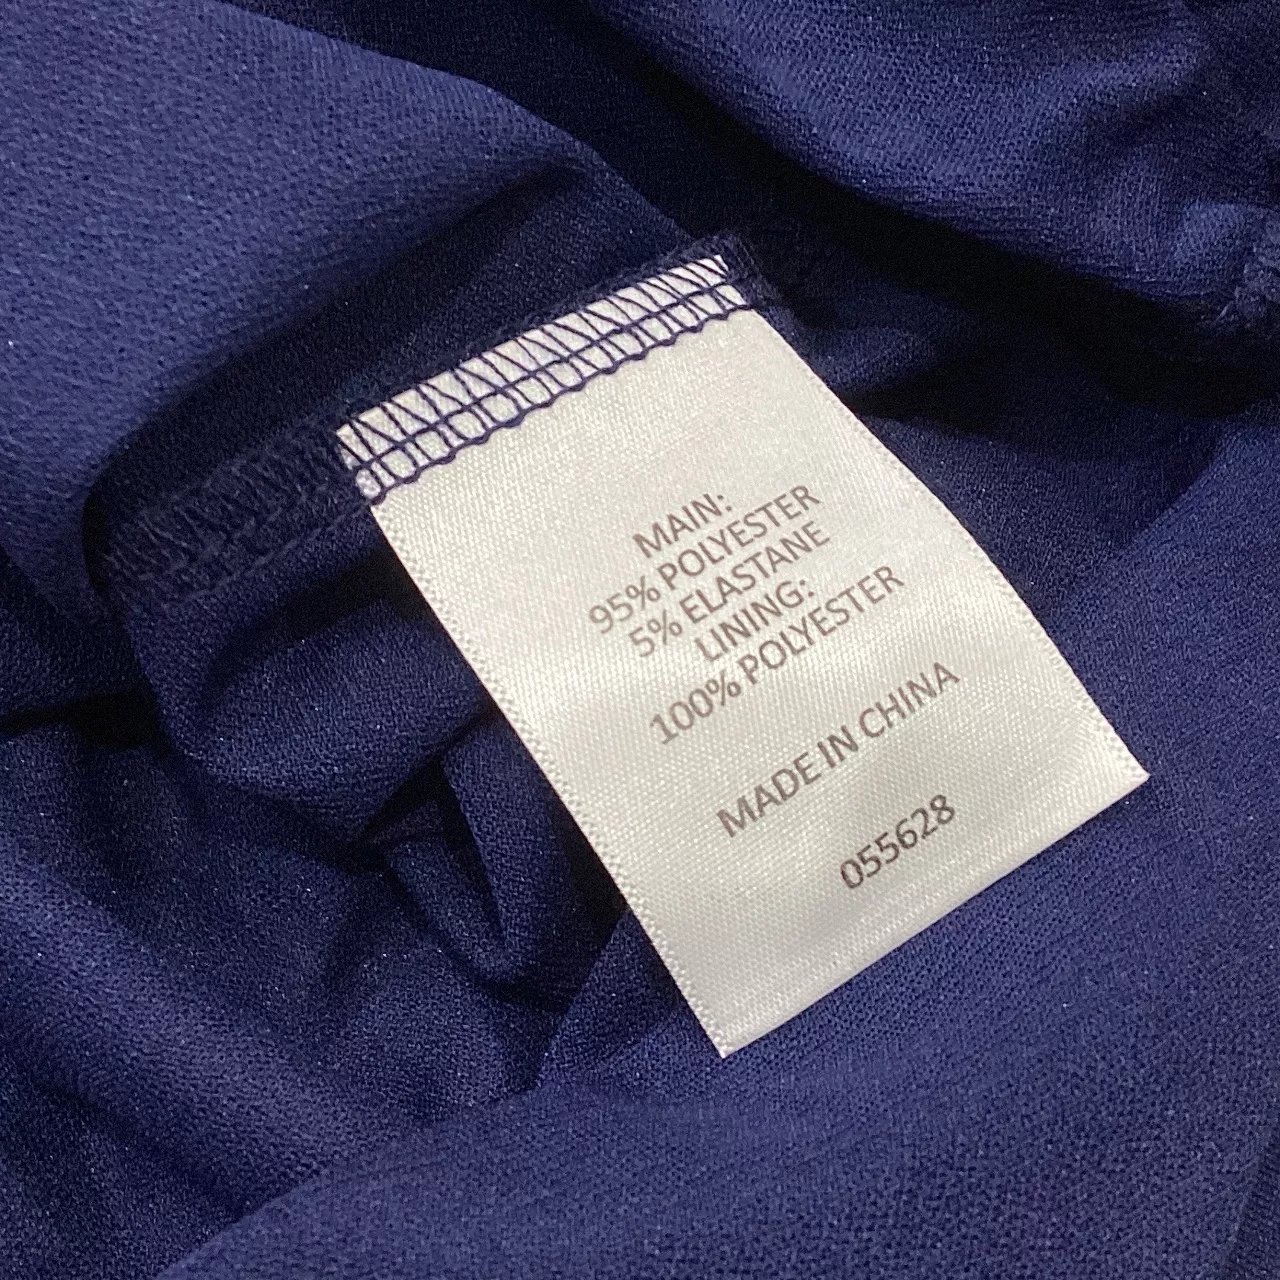 MAIN:
95% POLYESTER
5% ELASTANE
LINING:
100% POLYESTER
MADE IN CHINA
055628